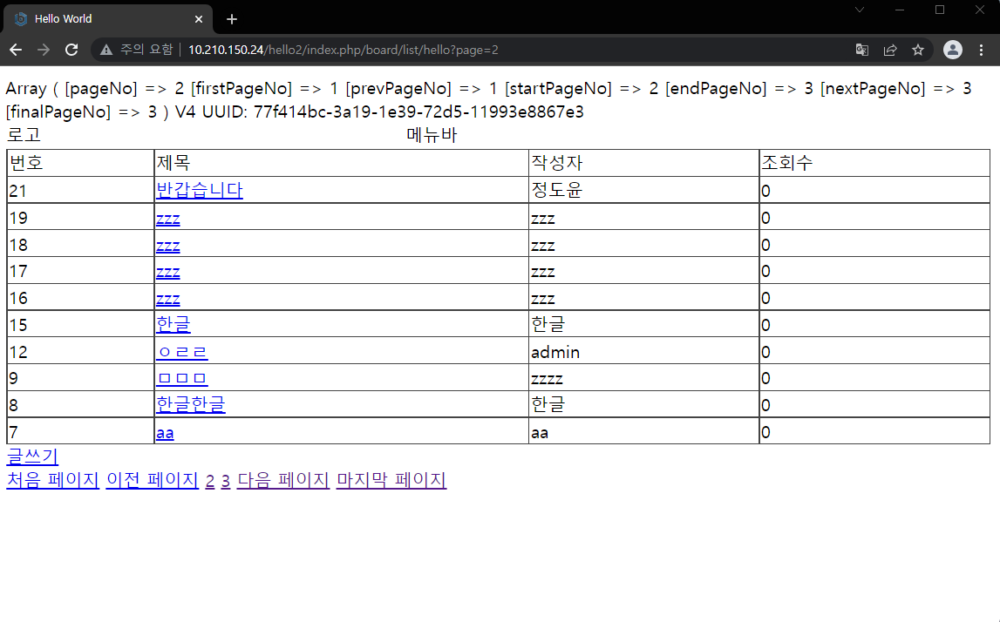 Hello World
주의 요함 10.210.150.24/hello2/index.php/board/list/hello?page=2
Array ( [pageNo] => 2 [firstPageNo] => 1 [prevPageNo] => 1 [startPageNo] => 2 [endPageNo] => 3 [nextPageNo] => 3
[finalPageNo] => 3 ) V4 UUID: 77f414bc-3a19-1e39-72d5-11993e8867e3
로고 메뉴바
번호 제목 작성자 조회수
21 반갑습니다 정도윤 0
19 zzz zzz 0
18 zzz zzz 0
17 zzz zzz 0
16 zzz zzz 0
15 한글 한글 0
12 ㅇㄹㄹ admin 0
9 ㅁㅁㅁ zzzz 0
8 한글한글 한글 0
7 aa aa 0
글쓰기
처음 페이지 이전 페이지 2 3 다음 페이지 마지막 페이지